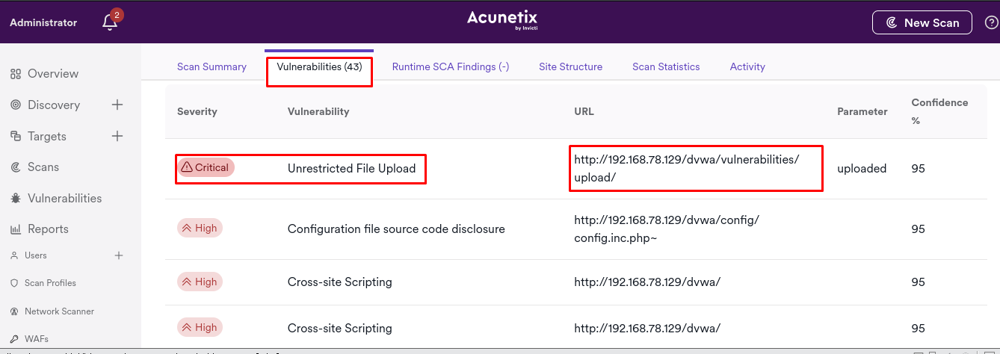 Administrator
2
Acunetix
by Invicti
New Scan
?
Overview
Discovery
Targets
Scans
Vulnerabilities
Reports
Users
Scan Profiles
Network Scanner
WAFs
Scan Summary
Vulnerabilities (43)
Runtime SCA Findings (-)
Site Structure
Scan Statistics
Activity
Severity
Vulnerability
URL
Parameter
Confidence
%
Critical
Unrestricted File Upload
http://192.168.78.129/dvwa/vulnerabilities/
upload/
uploaded
95
High
Configuration file source code disclosure
http://192.168.78.129/dvwa/config/
config.inc.php~
95
High
Cross-site Scripting
http://192.168.78.129/dvwa/
95
High
Cross-site Scripting
http://192.168.78.129/dvwa/
95